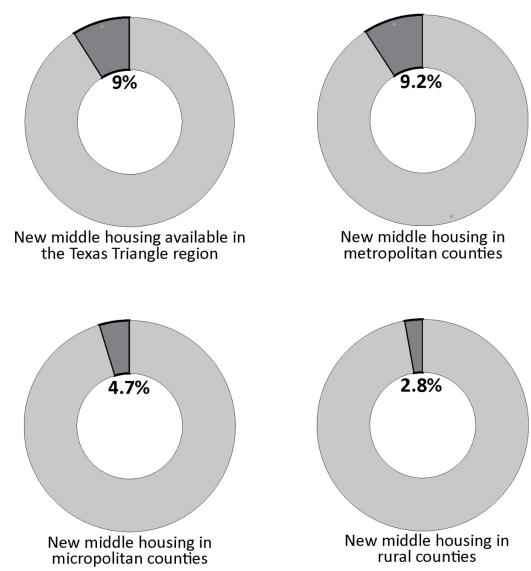 9%
New middle housing available in
the Texas Triangle region
9.2%
New middle housing in
metropolitan counties
4.7%
New middle housing in
micropolitan counties
2.8%
New middle housing in
rural counties